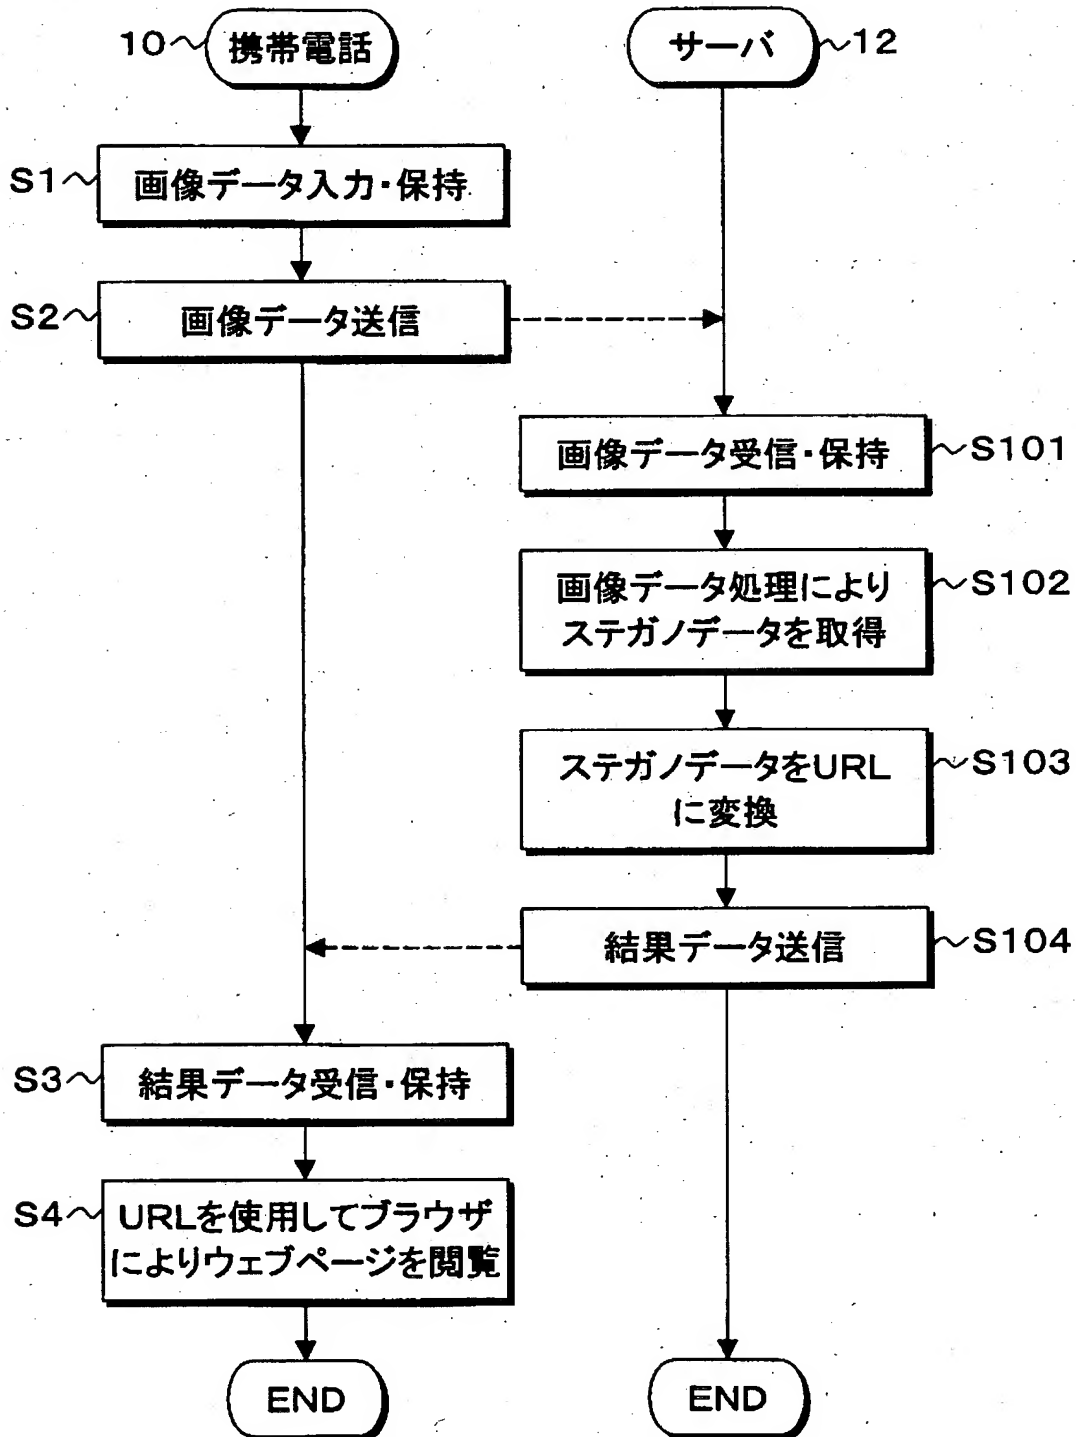 10 携帯電話
サーバ 12
S1 画像データ入力・保持
S2 画像データ送信
画像データ受信・保持 S101
画像データ処理により
ステガノデータを取得
S102
ステガノデータをURL
に変換
S103
結果データ送信 S104
S3 結果データ受信・保持
S4 URLを使用してブラウザ
によりウェブページを閲覧
END
END